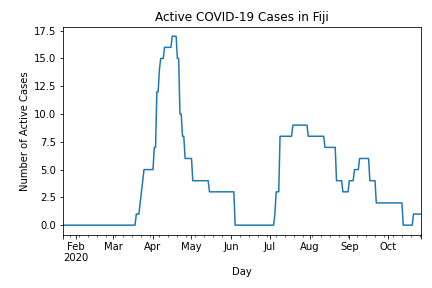 Active COVID-19 Cases in Fiji
Number of Active Cases
17.5
15.0
12.5
10.0
7.5
5.0
2.5
0.0
Feb Mar Apr May Jun Jul Aug Sep Oct
2020
Day